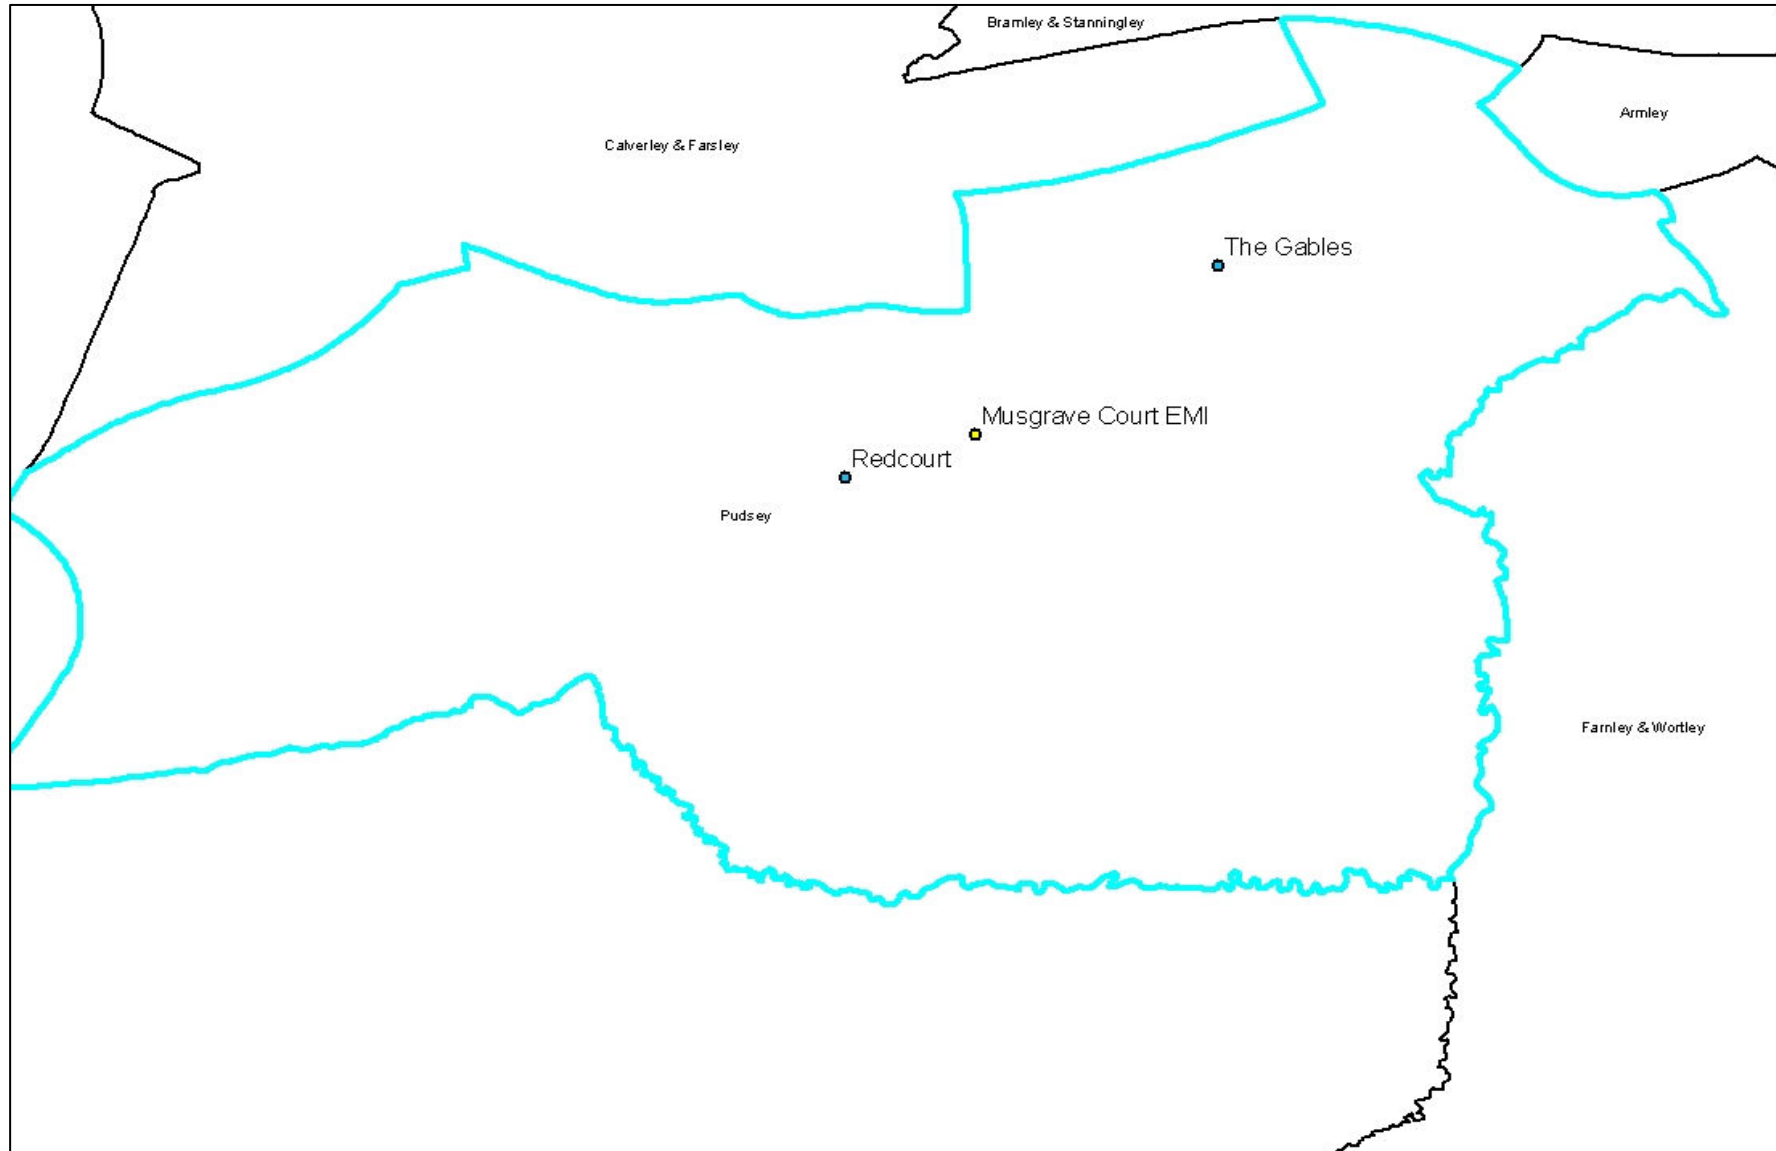 Bramley & Stanningley
Armley
Calverley & Farsley
The Gables
Musgrave Court EMI
Redcourt
Pudsey
Farnley & Wortley